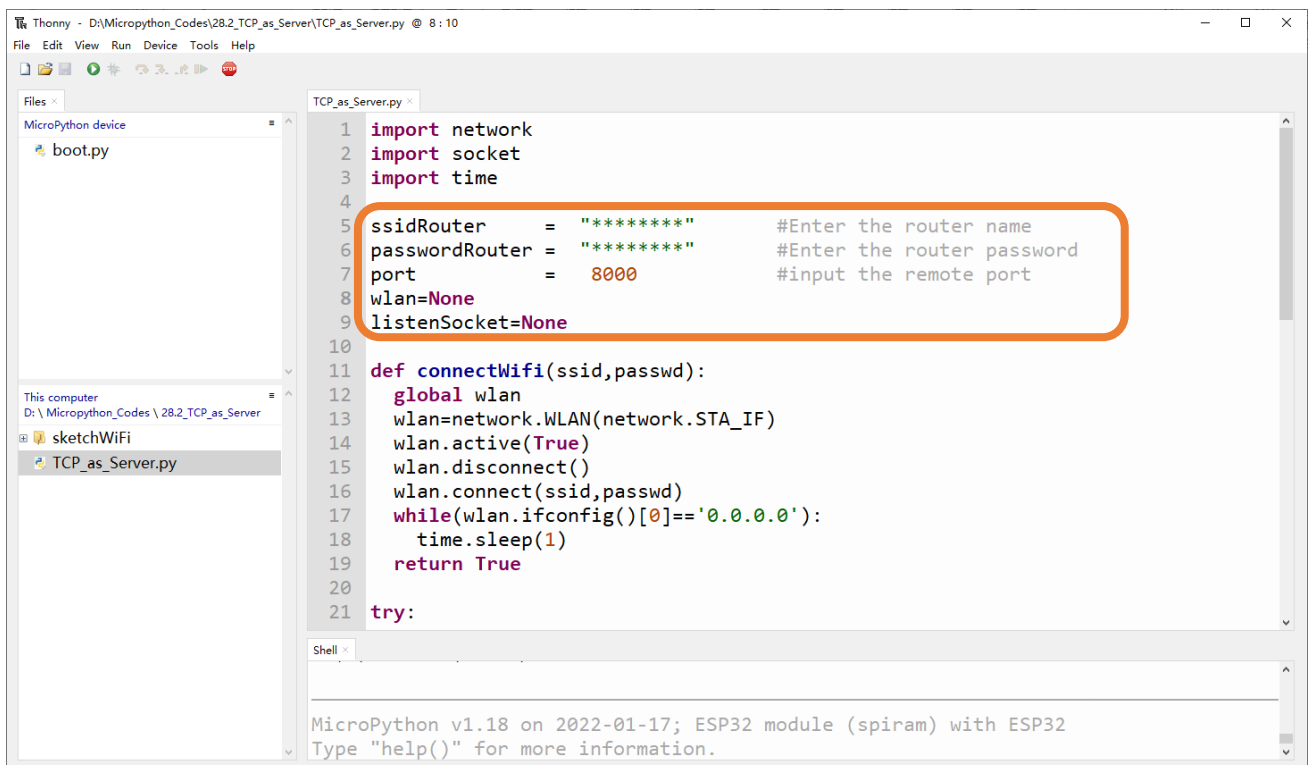 Thonny - D:\Micropython_Codes\28.2_TCP_as_Server\TCP_as_Server.py @ 8:10
File Edit View Run Device Tools Help
STOP
Files
MicroPython device
boot.py
This computer
D: \ Micropython_Codes \ 28.2_TCP_as_Server
sketchWiFi
TCP_as_Server.py
TCP_as_Server.py
1 import network
2 import socket
3 import time
4
5 ssidRouter = "********" #Enter the router name
6 passwordRouter = "********" #Enter the router password
7 port = 8000 #input the remote port
8 wlan=None
9 listenSocket=None
10
11 def connectWifi(ssid,passwd):
12 global wlan
13 wlan=network.WLAN(network.STA_IF)
14 wlan.active(True)
15 wlan.disconnect()
16 wlan.connect(ssid,passwd)
17 while(wlan.ifconfig()[0]=='0.0.0.0'):
18 time.sleep(1)
19 return True
20
21 try:
Shell
MicroPython v1.18 on 2022-01-17; ESP32 module (spiram) with ESP32
Type "help()" for more information.